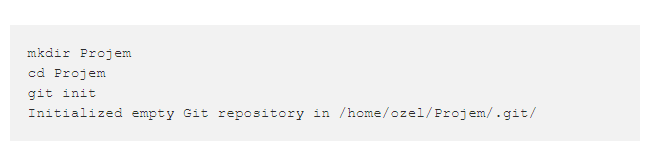 mkdir Projem
cd Projem
git init
Initialized empty Git repository in /home/ozel/Projem/.git/